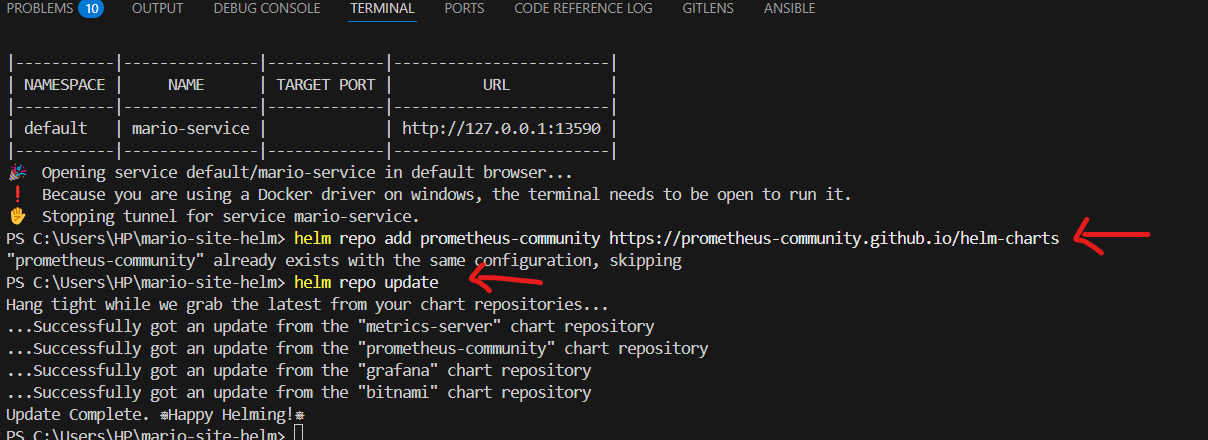 PROBLEMS 10 OUTPUT DEBUG CONSOLE TERMINAL PORTS CODE REFERENCE LOG GITLENS ANSIBLE
|-----------|---------------|-------------|------------------------|
| NAMESPACE | NAME | TARGET PORT | URL |
|-----------|---------------|-------------|------------------------|
| default | mario-service | | http://127.0.0.1:13590 |
|-----------|---------------|-------------|------------------------|
🎉 Opening service default/mario-service in default browser...
❗ Because you are using a Docker driver on windows, the terminal needs to be open to run it.
✋ Stopping tunnel for service mario-service.
PS C:\Users\HP\mario-site-helm> helm repo add prometheus-community https://prometheus-community.github.io/helm-charts
"prometheus-community" already exists with the same configuration, skipping
PS C:\Users\HP\mario-site-helm> helm repo update
Hang tight while we grab the latest from your chart repositories...
...Successfully got an update from the "metrics-server" chart repository
...Successfully got an update from the "prometheus-community" chart repository
...Successfully got an update from the "grafana" chart repository
...Successfully got an update from the "bitnami" chart repository
Update Complete. ⎈Happy Helming!⎈
PS C:\Users\HP\mario-site-helm>